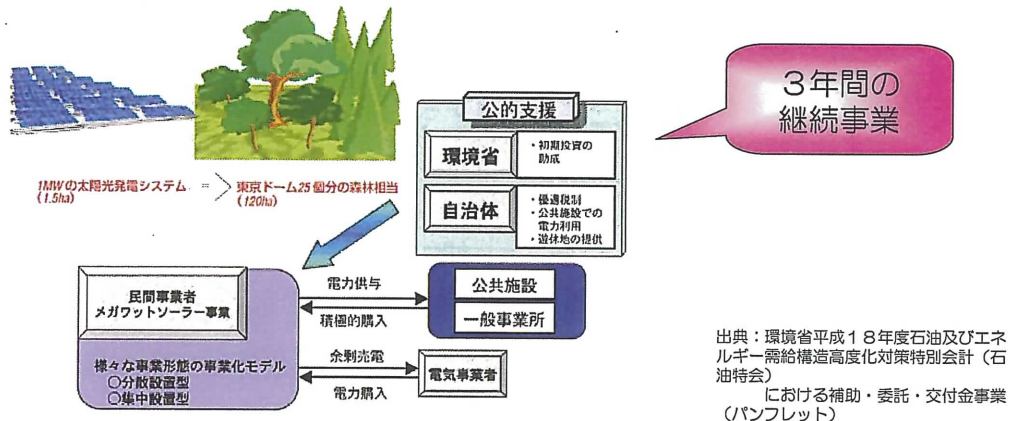 3年間の
継続事業
1MWの太陽光発電システム
(1.5ha)
=>
東京ドーム25個分の森林相当
(120ha)
公的支援
環境省
・初期投資の
助成
自治体
・優遇税制
・公共施設での
電力利用
・遊休地の提供
民間事業者
メガワットソーラー事業
様々な事業形態の事業化モデル
○分散設置型
○集中設置型
電力供与
積極的購入
公共施設
一般事業所
余剰売電
電力購入
電気事業者
出典：環境省平成18年度石油及びエネ
ルギー需給構造高度化対策特別会計（石
油特会）
における補助・委託・交付金事業
（パンフレット）